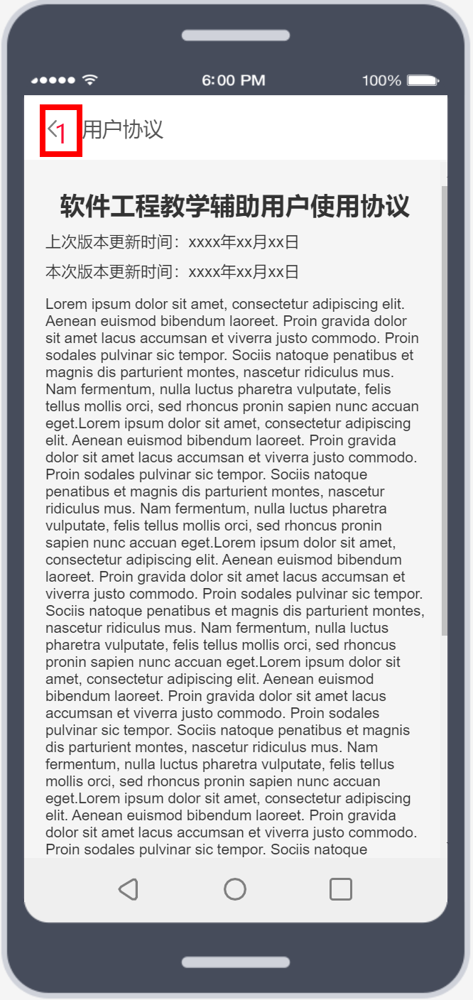 6:00 PM
100%
1
用户协议
软件工程教学辅助用户使用协议
上次版本更新时间：xxxx年xx月xx日
本次版本更新时间：xxxx年xx月xx日
Lorem ipsum dolor sit amet, consectetur adipiscing elit.
Aenean euismod bibendum laoreet. Proin gravida dolor
sit amet lacus accumsan et viverra justo commodo. Proin
sodales pulvinar sic tempor. Sociis natoque penatibus et
magnis dis parturient montes, nascetur ridiculus mus.
Nam fermentum, nulla luctus pharetra vulputate, felis
tellus mollis orci, sed rhoncus pronin sapien nunc accuan
eget.Lorem ipsum dolor sit amet, consectetur adipiscing
elit. Aenean euismod bibendum laoreet. Proin gravida
dolor sit amet lacus accumsan et viverra justo commodo.
Proin sodales pulvinar sic tempor. Sociis natoque
penatibus et magnis dis parturient montes, nascetur
ridiculus mus. Nam fermentum, nulla luctus pharetra
vulputate, felis tellus mollis orci, sed rhoncus pronin
sapien nunc accuan eget.Lorem ipsum dolor sit amet,
consectetur adipiscing elit. Aenean euismod bibendum
laoreet. Proin gravida dolor sit amet lacus accumsan et
viverra justo commodo. Proin sodales pulvinar sic tempor.
Sociis natoque penatibus et magnis dis parturient montes,
nascetur ridiculus mus. Nam fermentum, nulla luctus
pharetra vulputate, felis tellus mollis orci, sed rhoncus
pronin sapien nunc accuan eget.Lorem ipsum dolor sit
amet, consectetur adipiscing elit. Aenean euismod
bibendum laoreet. Proin gravida dolor sit amet lacus
accumsan et viverra justo commodo. Proin sodales
pulvinar sic tempor. Sociis natoque penatibus et magnis
dis parturient montes, nascetur ridiculus mus. Nam
fermentum, nulla luctus pharetra vulputate, felis tellus
mollis orci, sed rhoncus pronin sapien nunc accuan
eget.Lorem ipsum dolor sit amet, consectetur adipiscing
elit. Aenean euismod bibendum laoreet. Proin gravida
dolor sit amet lacus accumsan et viverra justo commodo.
Proin sodales pulvinar sic tempor. Sociis natoque